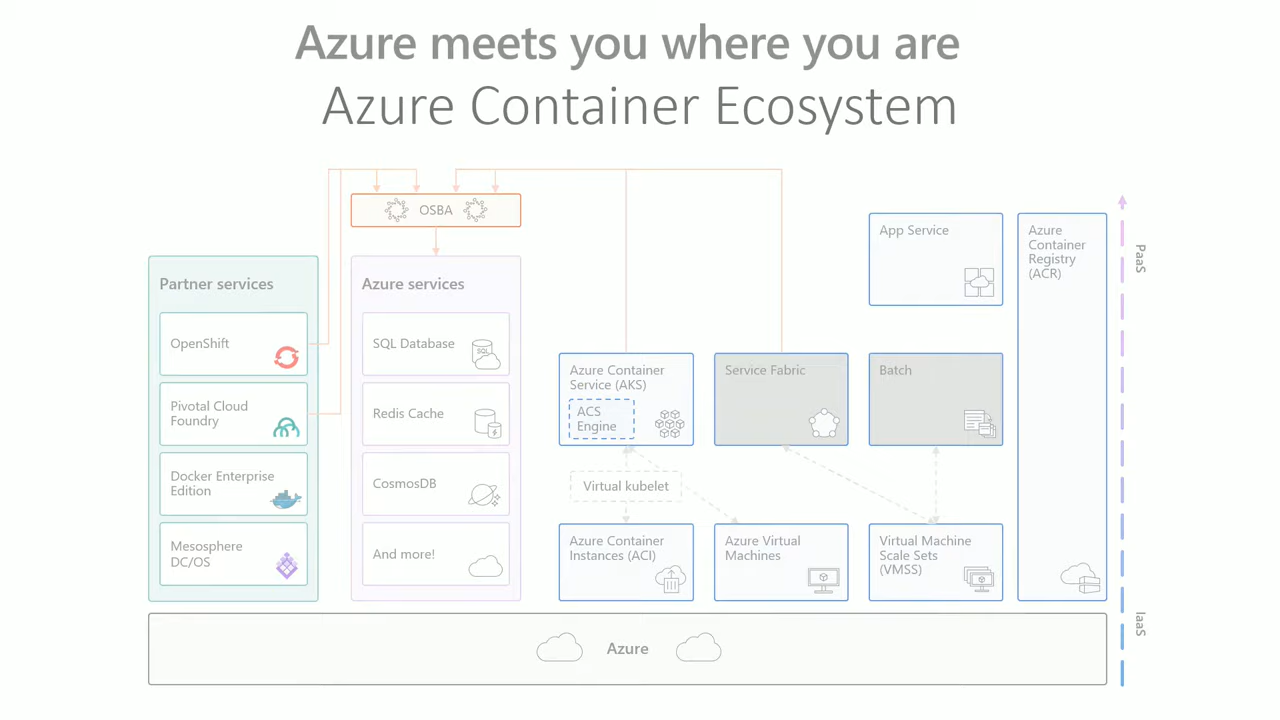 Azure meets you where you are
Azure Container Ecosystem
OSBA
Partner services
OpenShift
Pivotal Cloud
Foundry
Docker Enterprise
Edition
Mesosphere
DC/OS
Azure services
SQL Database
SQL
Redis Cache
CosmosDB
And more!
Azure Container
Service (AKS)
ACS
Engine
Virtual kubelet
Azure Container
Instances (ACI)
Service Fabric
Azure Virtual
Machines
App Service
Batch
Virtual Machine
Scale Sets
(VMSS)
Azure
Container
Registry
(ACR)
PaaS
IaaS
Azure